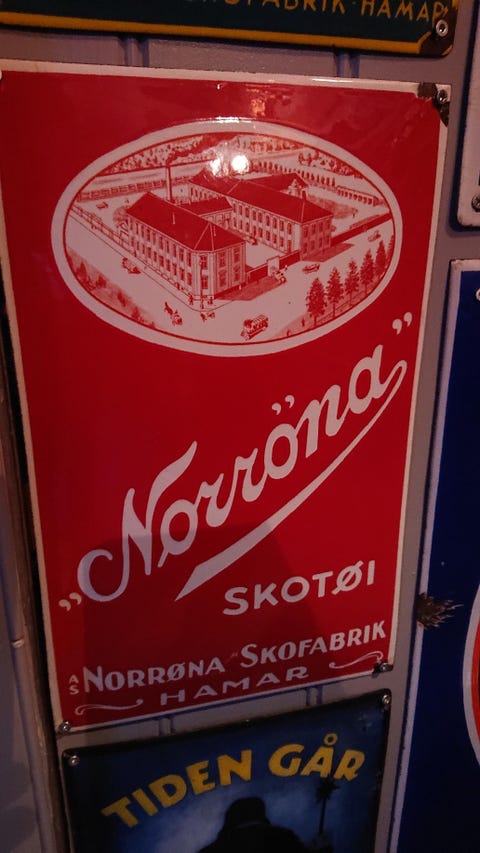 SKOFABRIK-HAMAR
„Norröna”
SKOTØI
A/S NORRØNA SKOFABRIK
HAMAR
TIDEN GÅR